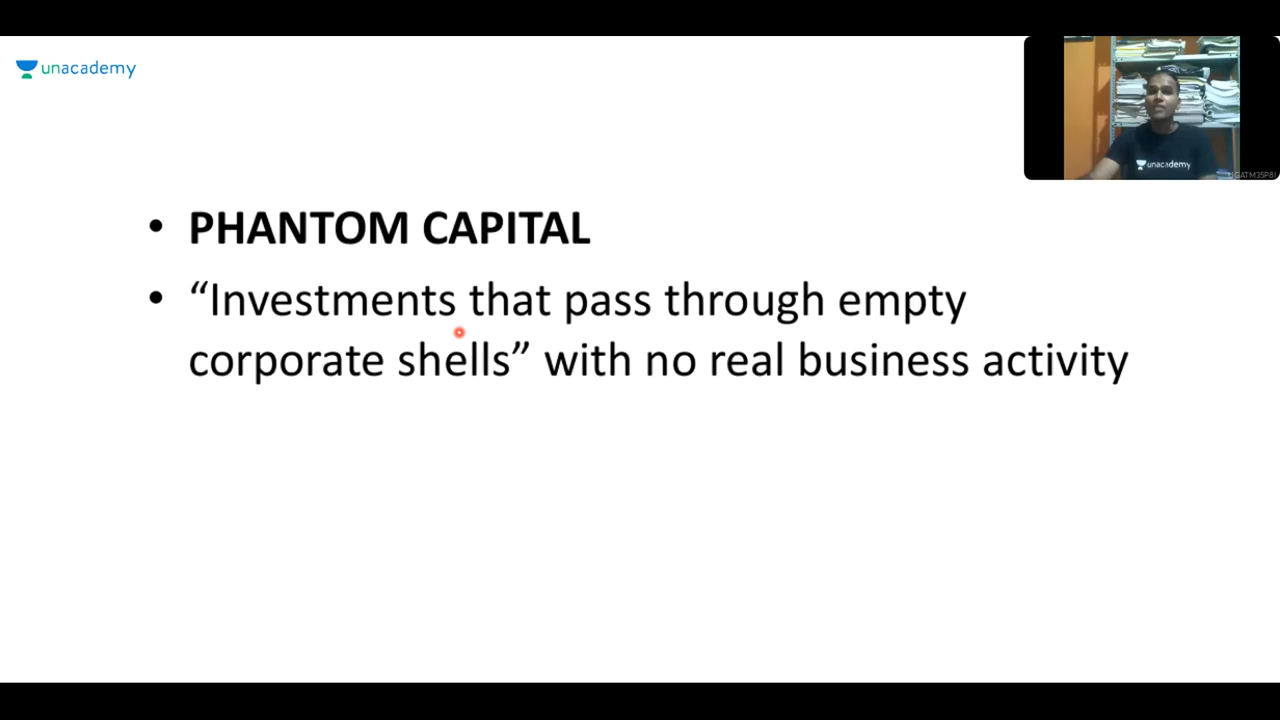 unacademy
• PHANTOM CAPITAL
• “Investments that pass through empty
corporate shells” with no real business activity
unacademy